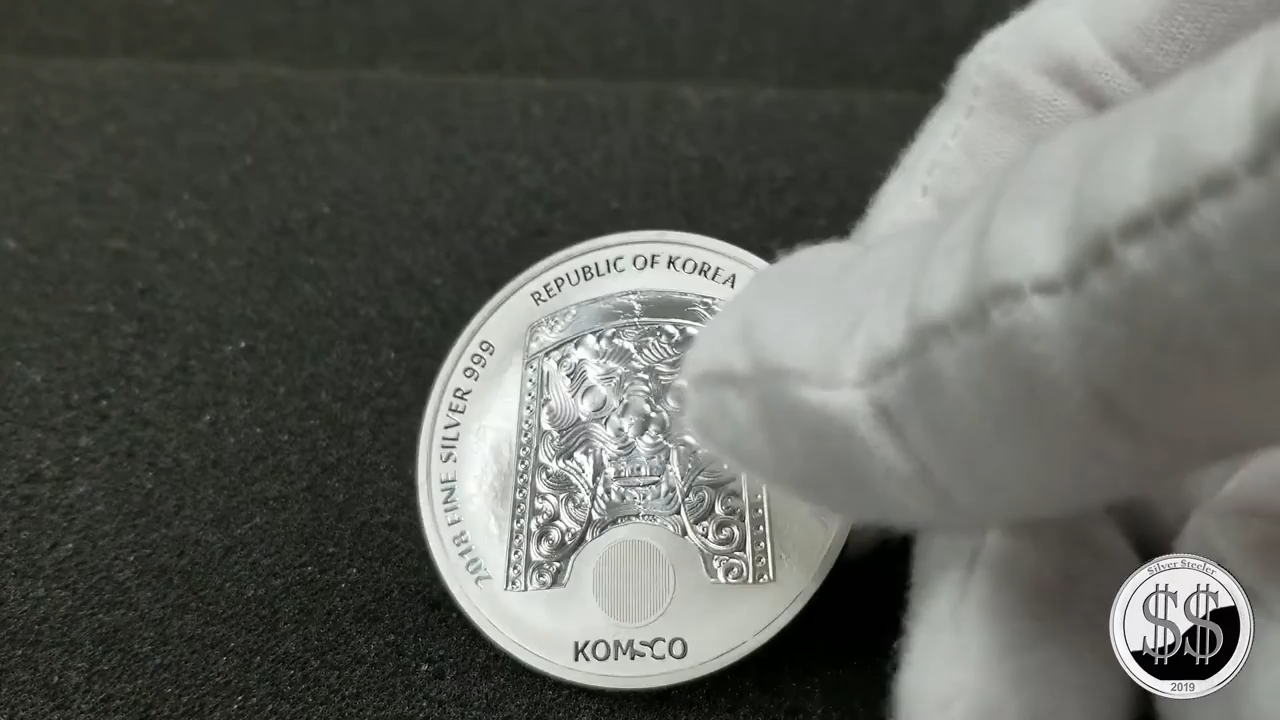 REPUBLIC OF KOREA
2018 FINE SILVER 999
KOMSCO
Silver Steeler
$$
2019